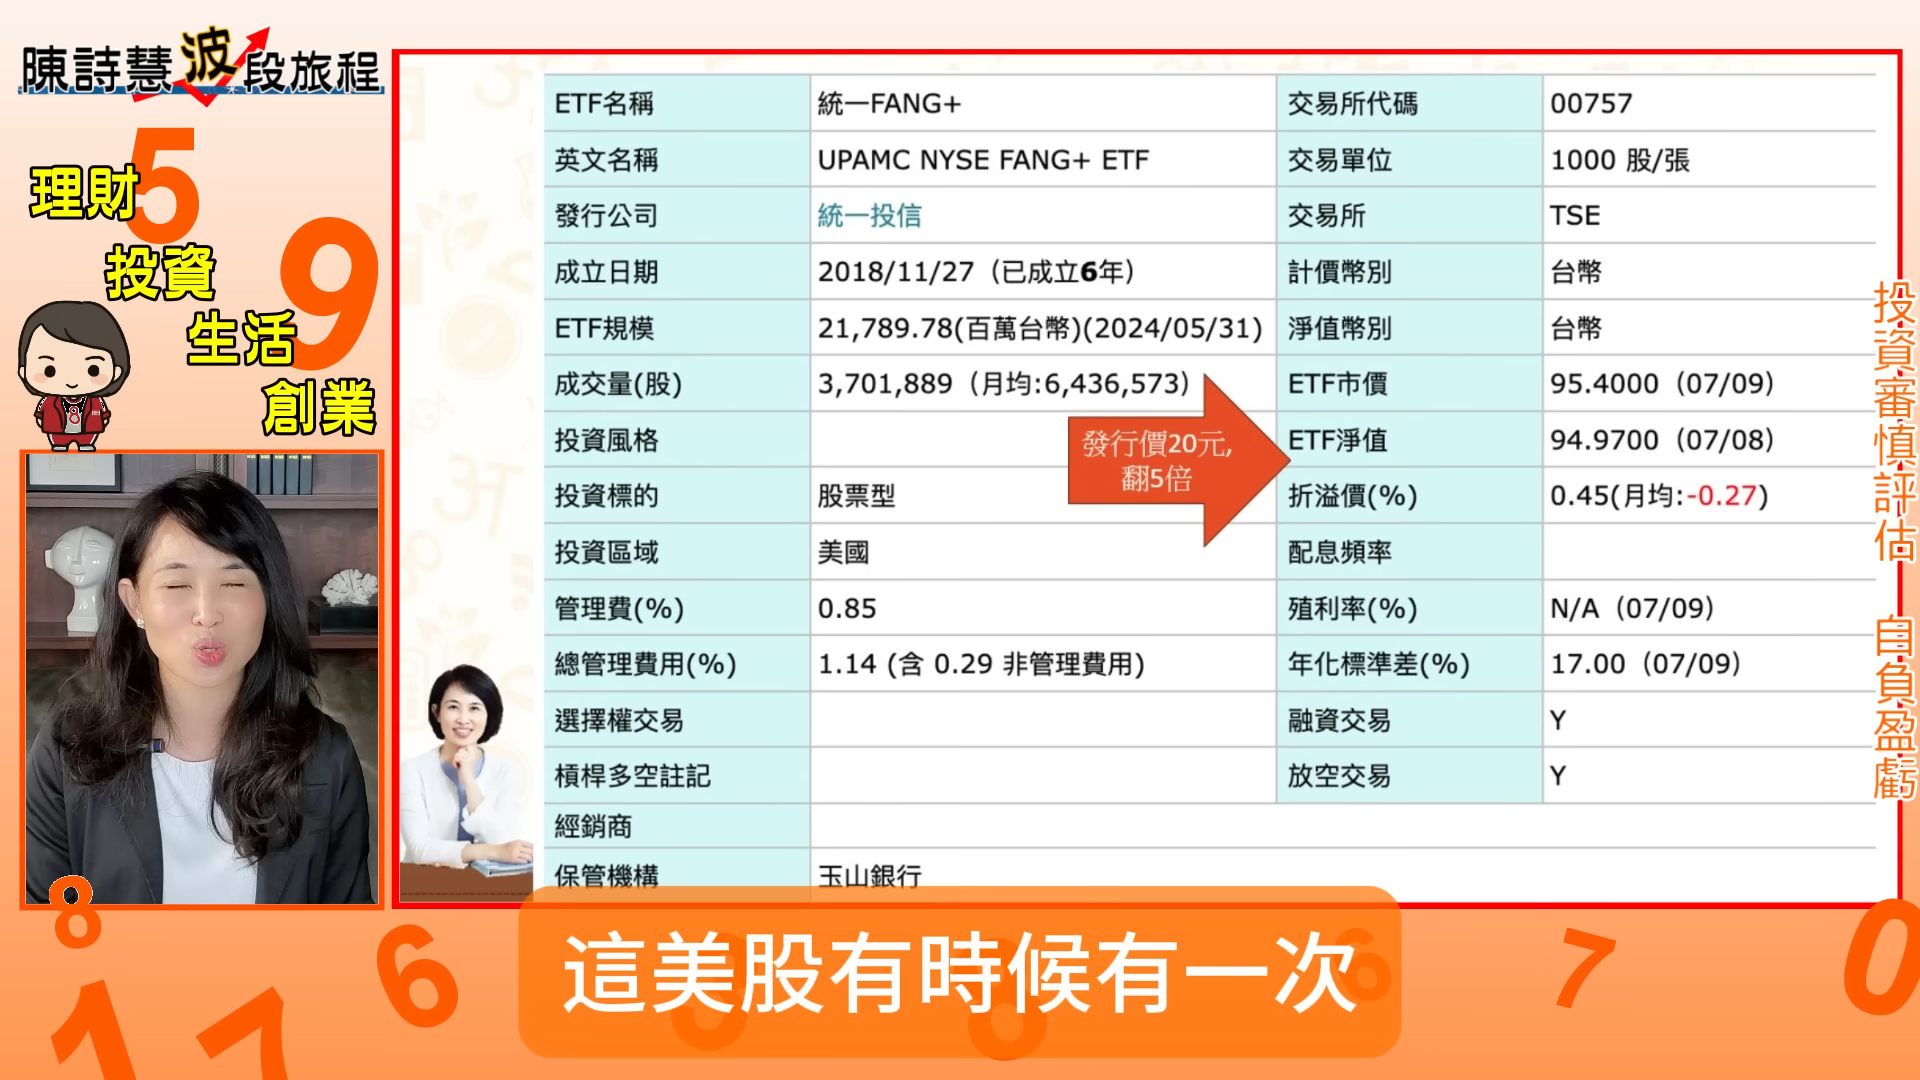 陳詩慧波段旅程
5
理財
投資
9
生活
創業
8
ETF名稱 統一FANG+ 交易所代碼 00757
英文名稱 UPAMC NYSE FANG+ ETF 交易單位 1000 股/張
發行公司 統一投信 交易所 TSE
成立日期 2018/11/27（已成立6年） 計價幣別 台幣
ETF規模 21,789.78(百萬台幣)(2024/05/31) 淨值幣別 台幣
成交量(股) 3,701,889（月均:6,436,573） ETF市價 95.4000（07/09）
投資風格 ETF淨值 94.9700（07/08）
發行價20元,
翻5倍
投資標的 股票型 折溢價(%) 0.45(月均:-0.27)
投資區域 美國 配息頻率
管理費(%) 0.85 殖利率(%) N/A（07/09）
總管理費用(%) 1.14 (含 0.29 非管理費用) 年化標準差(%) 17.00（07/09）
選擇權交易 融資交易 Y
槓桿多空註記 放空交易 Y
經銷商
保管機構 玉山銀行
投資審慎評估 自負盈虧
這美股有時候有一次
8
1
7
6
3
8
6
7
0